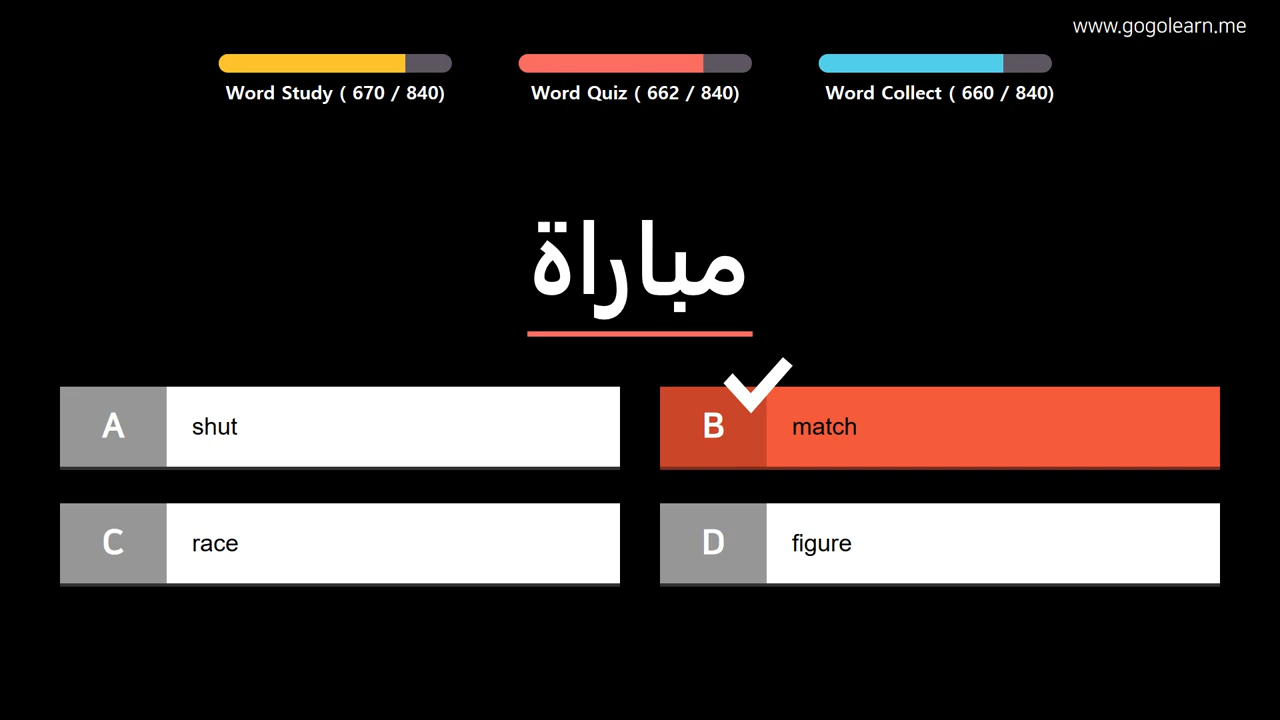 www.gogolearn.me
Word Study ( 670 / 840)
Word Quiz ( 662 / 840)
Word Collect ( 660 / 840)
مباراة
A shut
B match
C race
D figure